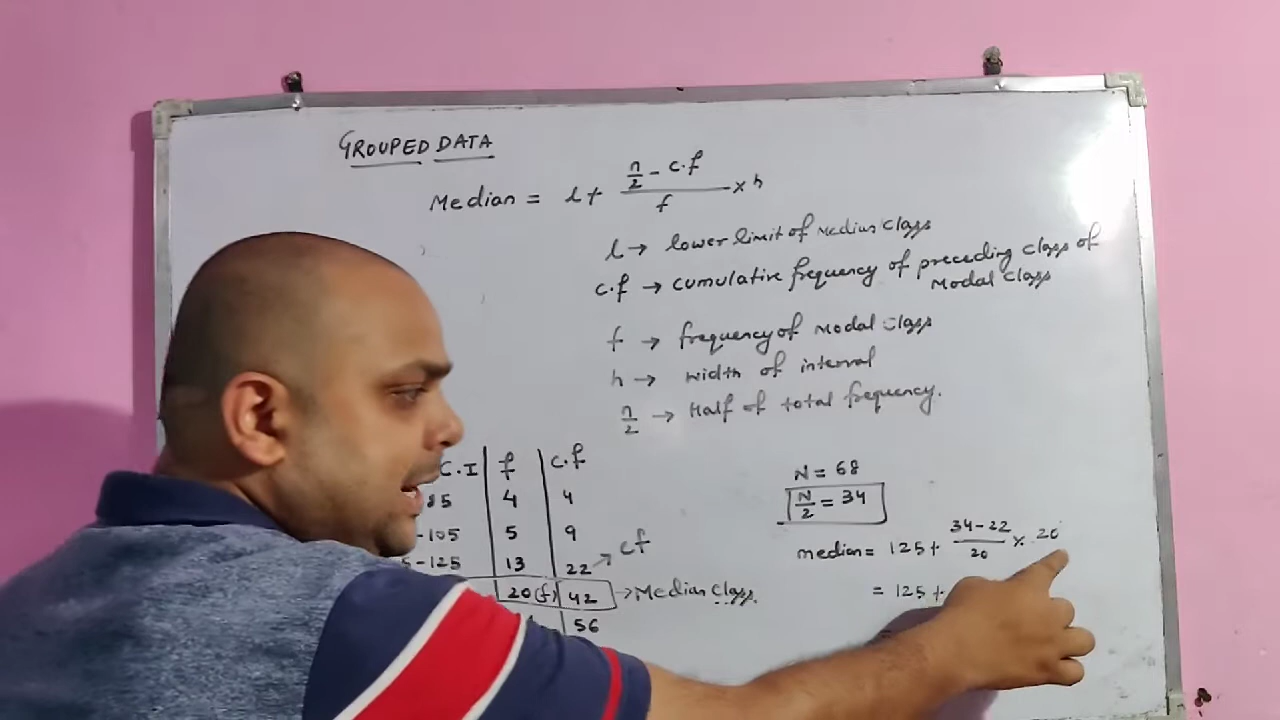 GROUPED DATA
Median = l + n/2 - c.f / f × h
l → lower limit of Median Class
c.f → cumulative frequency of preceding class of
Modal Class
f → frequency of Modal Class
h → width of interval
n/2 → Half of total frequency.
C.I f c.f
85 4 4
-105 5 9
-125 13 22 → cf
20(f) 42 → Median Class.
56
N = 68
N/2 = 34
median = 125 + 34-22 / 20 × 20
= 125 +